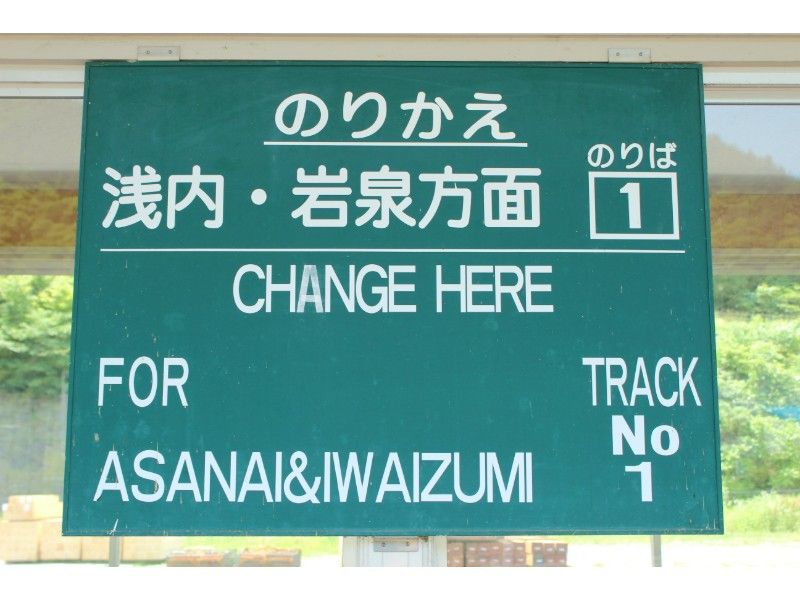 のりかえ
浅内・岩泉方面
のりば
1
CHANGE HERE
FOR
ASANAI&IWAIZUMI
TRACK
No
1